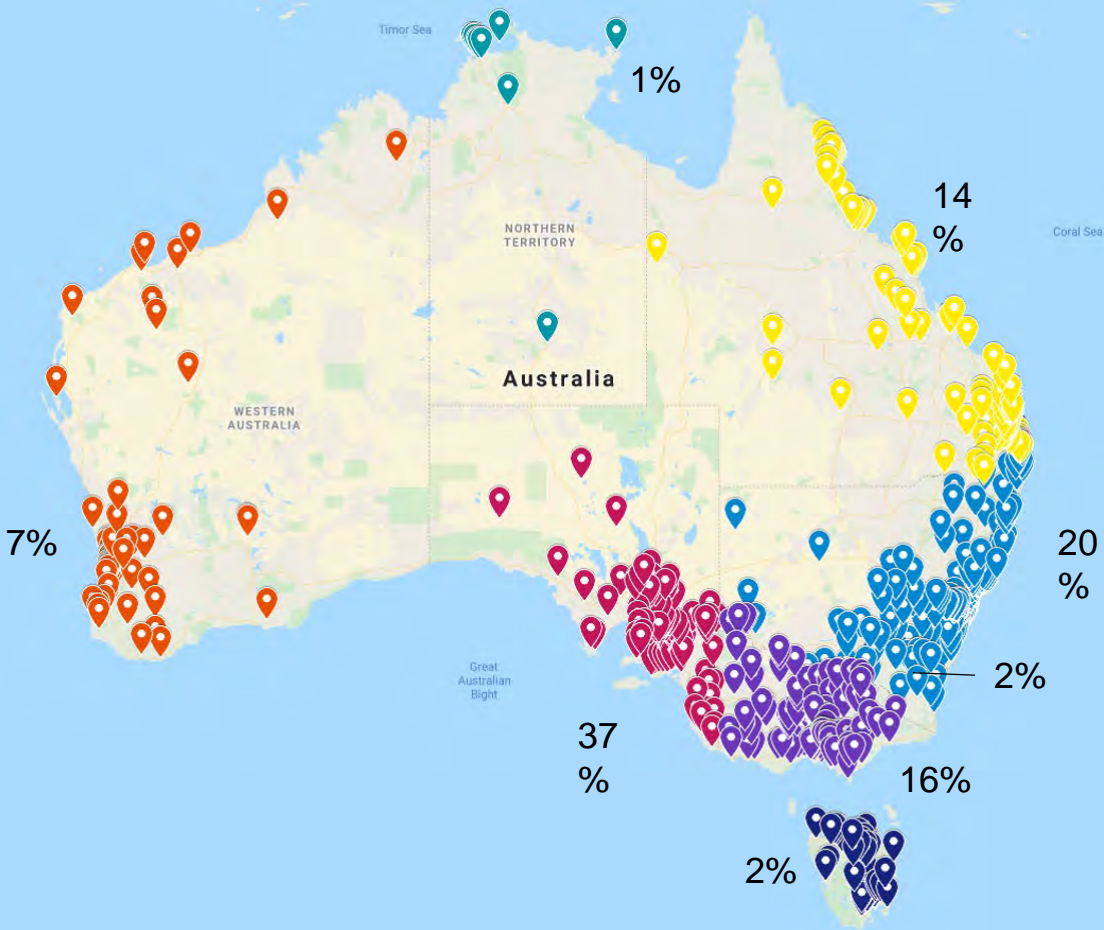 Timor Sea
1%
14
%
NORTHERN
TERRITORY
Coral Sea
Australia
WESTERN
AUSTRALIA
7%
20
%
Great
Australian
Bight
2%
37
%
16%
2%